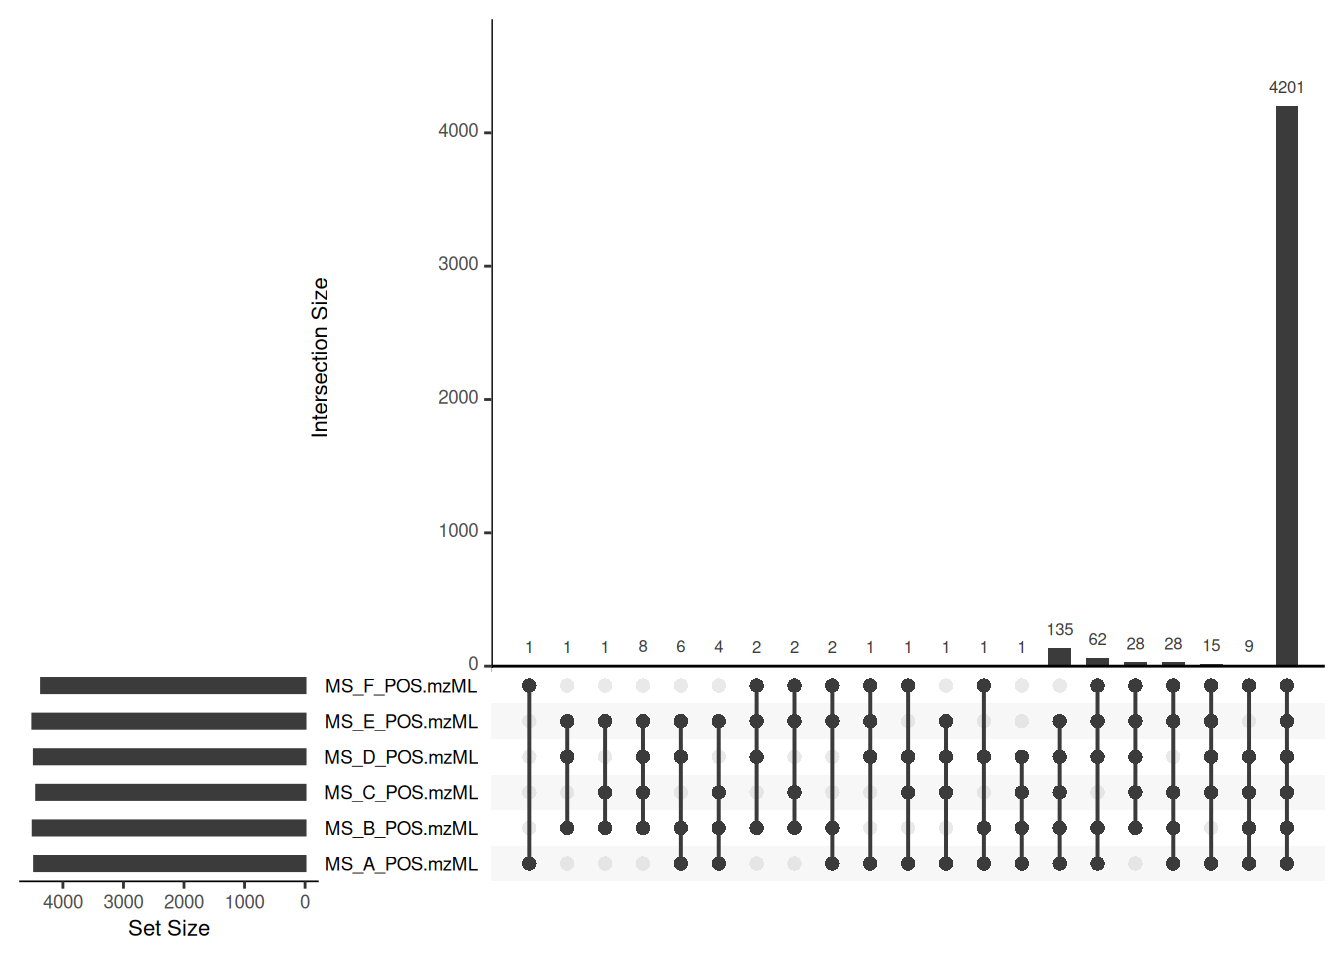 4201
4000
3000
Intersection Size
2000
1000
135
62
1 1 1 8 6 4 2 2 2 1 1 1 1 1 28 28 15 9
0
MS_F_POS.mzML
MS_E_POS.mzML
MS_D_POS.mzML
MS_C_POS.mzML
MS_B_POS.mzML
MS_A_POS.mzML
4000 3000 2000 1000 0
Set Size